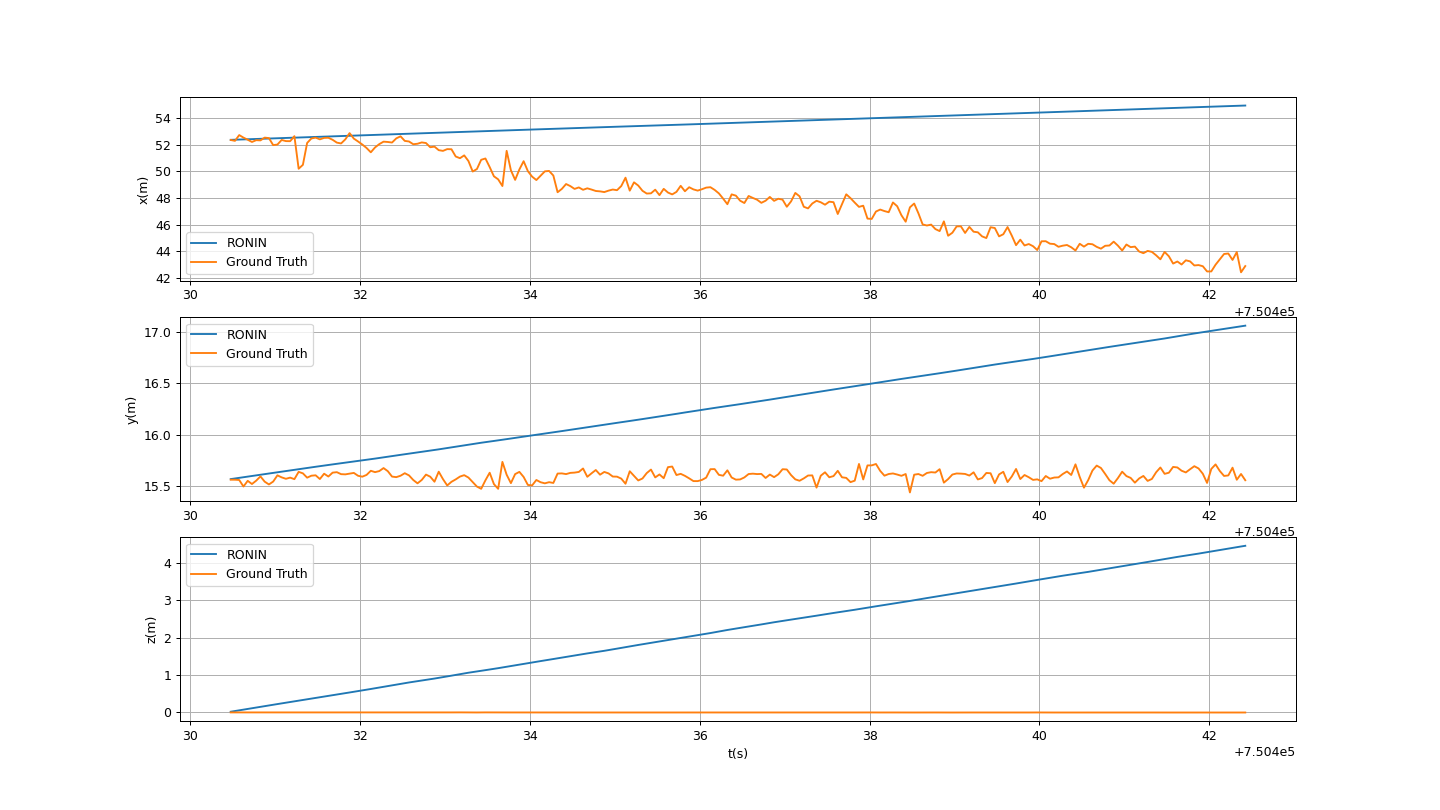 54
52
50
48
46
44
42
x(m)
RONIN
Ground Truth
30 32 34 36 38 40 42
+7.504e5
17.0
16.5
16.0
15.5
y(m)
RONIN
Ground Truth
30 32 34 36 38 40 42
+7.504e5
4
3
2
1
0
z(m)
RONIN
Ground Truth
30 32 34 36 38 40 42
t(s)
+7.504e5